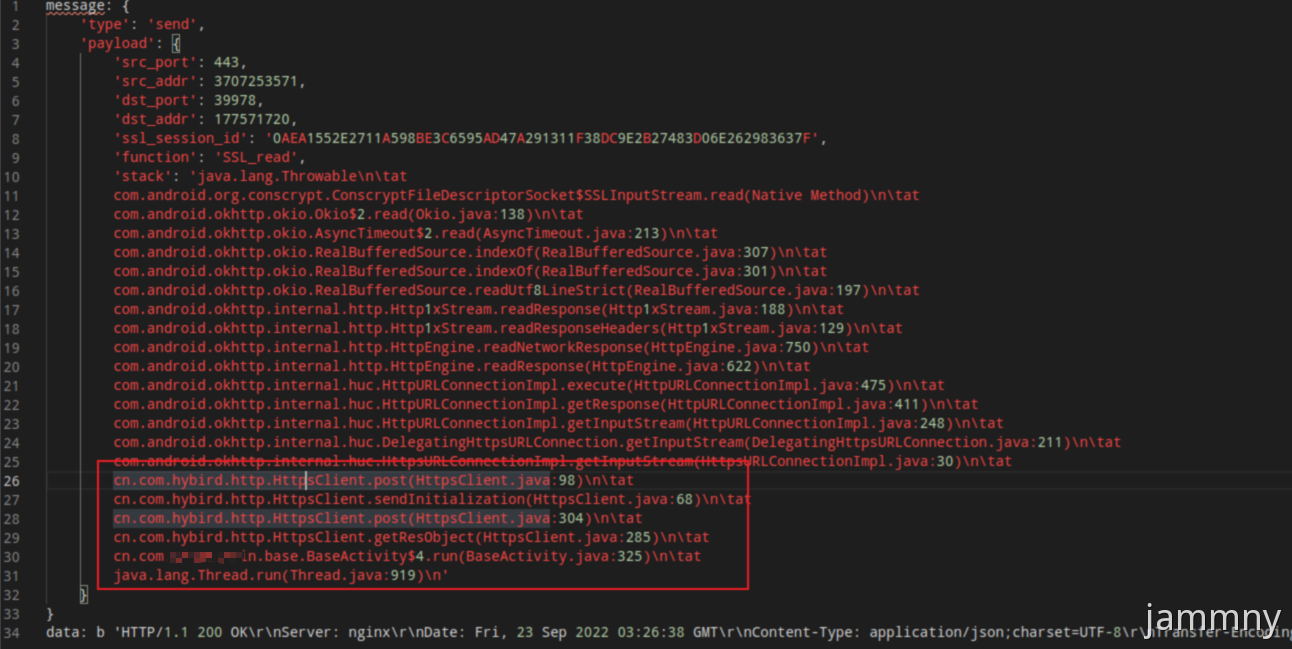 1 message: {
2 'type': 'send',
3 'payload': {
4 'src_port': 443,
5 'src_addr': 3707253571,
6 'dst_port': 39978,
7 'dst_addr': 177571720,
8 'ssl_session_id': '0AEA1552E2711A598BE3C6595AD47A291311F38DC9E2B27483D06E262983637F',
9 'function': 'SSL_read',
10 'stack': 'java.lang.Throwable\n\tat
11 com.android.org.conscrypt.ConscryptFileDescriptorSocket$SSLInputStream.read(Native Method)\n\tat
12 com.android.okhttp.okio.Okio$2.read(Okio.java:138)\n\tat
13 com.android.okhttp.okio.AsyncTimeout$2.read(AsyncTimeout.java:213)\n\tat
14 com.android.okhttp.okio.RealBufferedSource.indexOf(RealBufferedSource.java:307)\n\tat
15 com.android.okhttp.okio.RealBufferedSource.indexOf(RealBufferedSource.java:301)\n\tat
16 com.android.okhttp.okio.RealBufferedSource.readUtf8LineStrict(RealBufferedSource.java:197)\n\tat
17 com.android.okhttp.internal.http.Http1xStream.readResponse(Http1xStream.java:188)\n\tat
18 com.android.okhttp.internal.http.Http1xStream.readResponseHeaders(Http1xStream.java:129)\n\tat
19 com.android.okhttp.internal.http.HttpEngine.readNetworkResponse(HttpEngine.java:750)\n\tat
20 com.android.okhttp.internal.http.HttpEngine.readResponse(HttpEngine.java:622)\n\tat
21 com.android.okhttp.internal.huc.HttpURLConnectionImpl.execute(HttpURLConnectionImpl.java:475)\n\tat
22 com.android.okhttp.internal.huc.HttpURLConnectionImpl.getResponse(HttpURLConnectionImpl.java:411)\n\tat
23 com.android.okhttp.internal.huc.HttpURLConnectionImpl.getInputStream(HttpURLConnectionImpl.java:248)\n\tat
24 com.android.okhttp.internal.huc.DelegatingHttpsURLConnection.getInputStream(DelegatingHttpsURLConnection.java:211)\n\tat
25 com.android.okhttp.internal.huc.HttpsURLConnectionImpl.getInputStream(HttpsURLConnectionImpl.java:30)\n\tat
26 cn.com.hybird.http.HttpsClient.post(HttpsClient.java:98)\n\tat
27 cn.com.hybird.http.HttpsClient.sendInitialization(HttpsClient.java:68)\n\tat
28 cn.com.hybird.http.HttpsClient.post(HttpsClient.java:304)\n\tat
29 cn.com.hybird.http.HttpsClient.getResObject(HttpsClient.java:285)\n\tat
30 cn.com in.base.BaseActivity$4.run(BaseActivity.java:325)\n\tat
31 java.lang.Thread.run(Thread.java:919)\n'
32 }
33 }
34 data: b 'HTTP/1.1 200 OK\r\nServer: nginx\r\nDate: Fri, 23 Sep 2022 03:26:38 GMT\r\nContent-Type: application/json;charset=UTF-8\r\nTransfer-Encoding
jammny